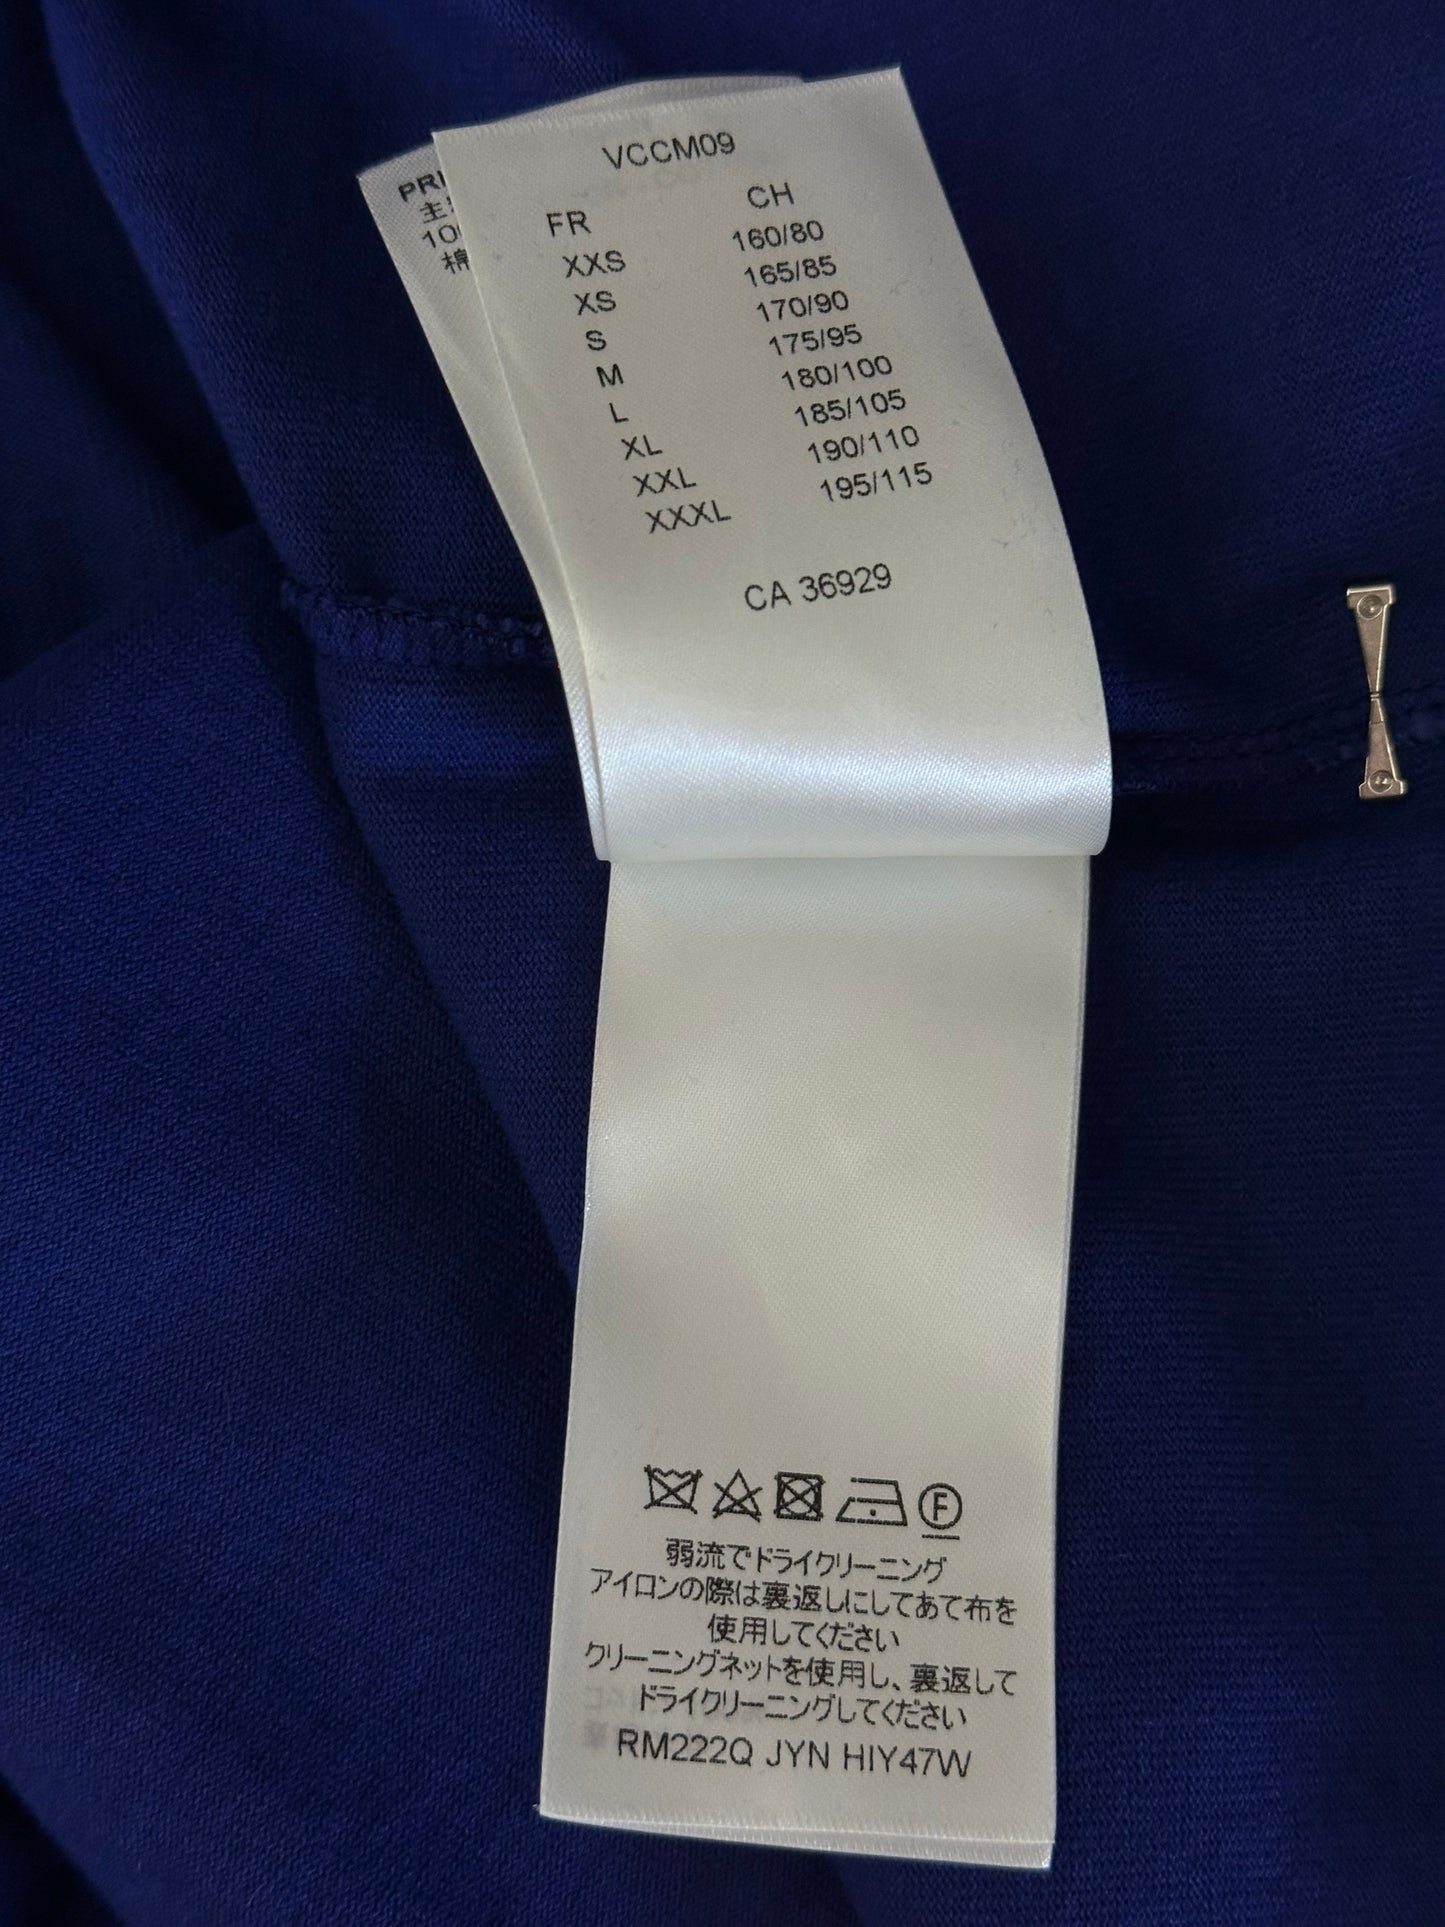 VCCM09
FR CH
XXS 160/80
XS 165/85
S 170/90
M 175/95
L 180/100
XL 185/105
XXL 190/110
XXXL 195/115
CA 36929
主
棉
F
弱流でドライクリーニング
アイロンの際は裏返しにしてあて布を
使用してください
クリーニングネットを使用し、裏返して
ドライクリーニングしてください
RM222Q JYN HIY47W